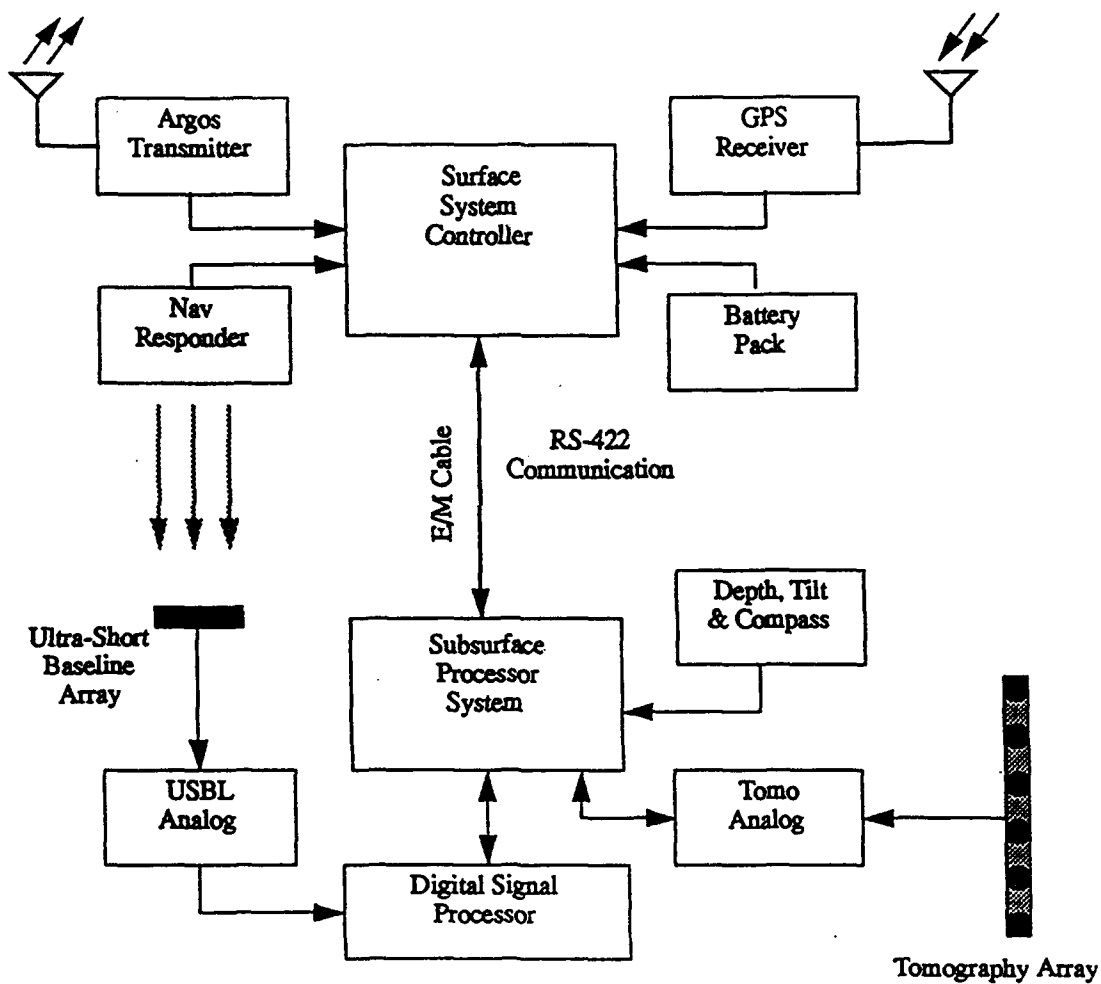 Argos
Transmitter
GPS
Receiver
Surface
System
Controller
Nav
Responder
Battery
Pack
E/M Cable
RS-422
Communication
Ultra-Short
Baseline
Array
Subsurface
Processor
System
Depth, Tilt
& Compass
USBL
Analog
Tomo
Analog
Digital Signal
Processor
Tomography Array